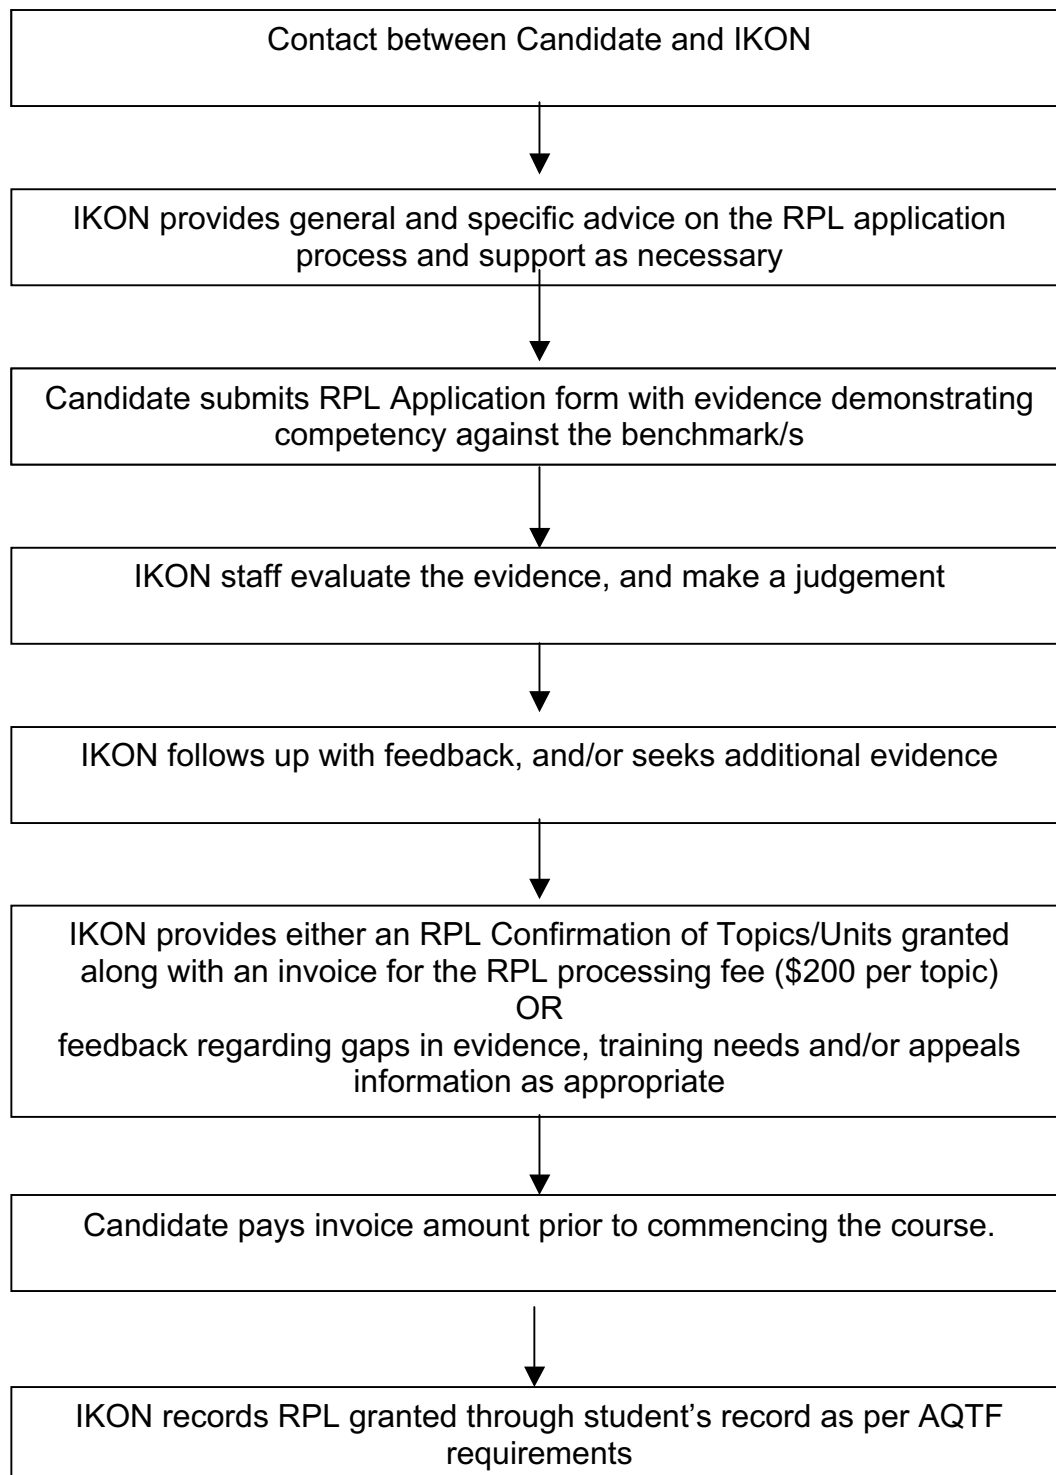 Contact between Candidate and IKON
IKON provides general and specific advice on the RPL application
process and support as necessary
Candidate submits RPL Application form with evidence demonstrating
competency against the benchmark/s
IKON staff evaluate the evidence, and make a judgement
IKON follows up with feedback, and/or seeks additional evidence
IKON provides either an RPL Confirmation of Topics/Units granted
along with an invoice for the RPL processing fee ($200 per topic)
OR
feedback regarding gaps in evidence, training needs and/or appeals
information as appropriate
Candidate pays invoice amount prior to commencing the course.
IKON records RPL granted through student’s record as per AQTF
requirements